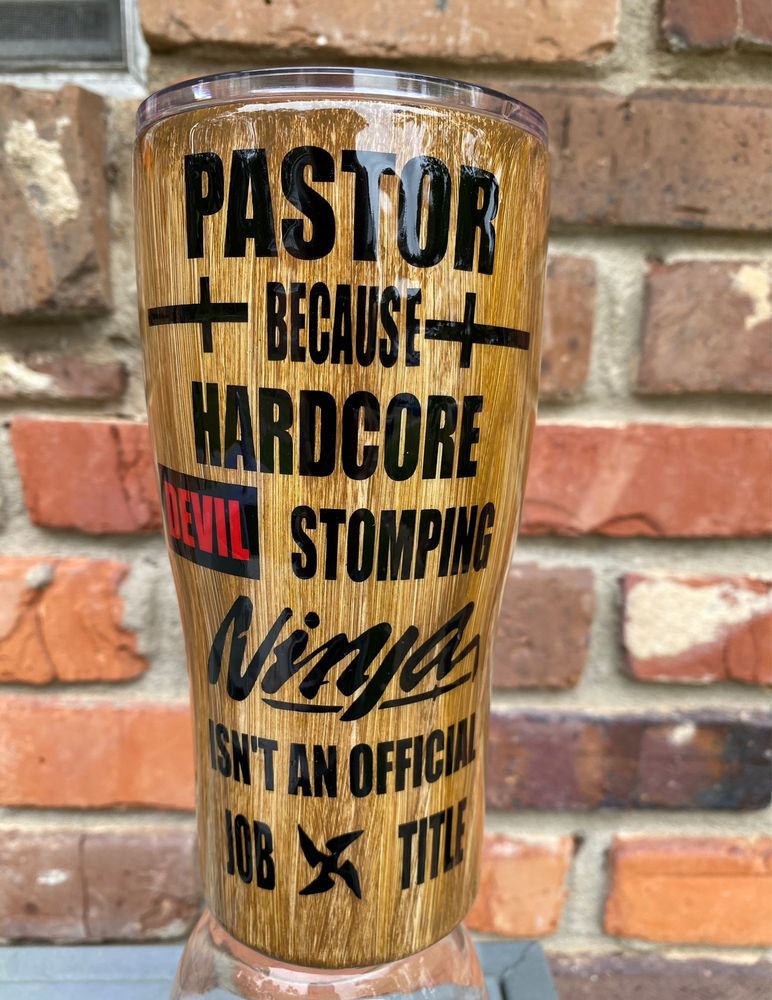 PASTOR
BECAUSE
HARDCORE
DEVIL STOMPING
Ninja
ISN'T AN OFFICIAL
JOB TITLE